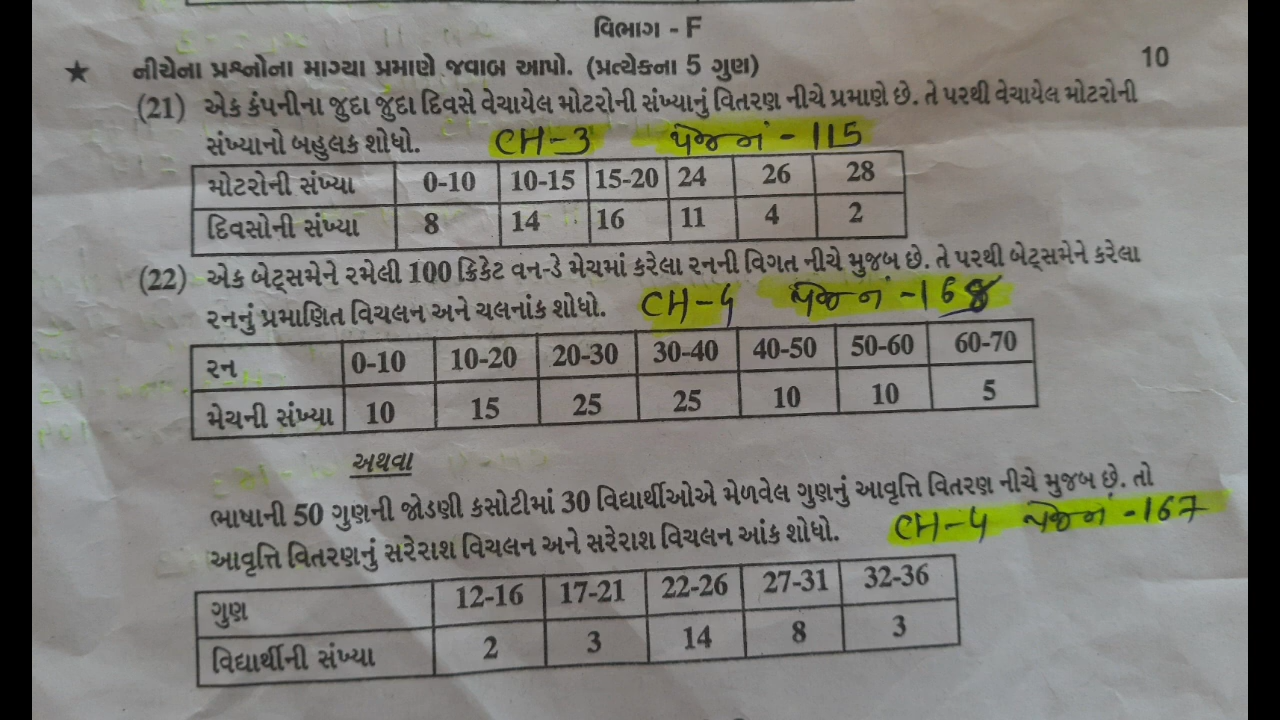 વિભાગ - F
★ નીચેના પ્રશ્નોના માગ્યા પ્રમાણે જવાબ આપો. (પ્રત્યેકના 5 ગુણ) 10
(21) એક કંપનીના જુદા જુદા દિવસે વેચાયેલ મોટરોની સંખ્યાનું વિતરણ નીચે પ્રમાણે છે. તે પરથી વેચાયેલ મોટરોની
સંખ્યાનો બહુલક શોધો. CH-3 પેજ નં - 115
મોટરોની સંખ્યા 0-10 10-15 15-20 24 26 28
દિવસોની સંખ્યા 8 14 16 11 4 2
(22) એક બેટ્સમેને રમેલી 100 ક્રિકેટ વન-ડે મેચમાં કરેલા રનની વિગત નીચે મુજબ છે. તે પરથી બેટ્સમેને કરેલા
રનનું પ્રમાણિત વિચલન અને ચલનાંક શોધો. CH-4 પેજ નં - 168
રન 0-10 10-20 20-30 30-40 40-50 50-60 60-70
મેચની સંખ્યા 10 15 25 25 10 10 5
અથવા
ભાષાની 50 ગુણની જોડણી કસોટીમાં 30 વિદ્યાર્થીઓએ મેળવેલ ગુણનું આવૃત્તિ વિતરણ નીચે મુજબ છે. તો
આવૃત્તિ વિતરણનું સરેરાશ વિચલન અને સરેરાશ વિચલન આંક શોધો. CH-4 પેજ નં - 167
ગુણ 12-16 17-21 22-26 27-31 32-36
વિદ્યાર્થીની સંખ્યા 2 3 14 8 3